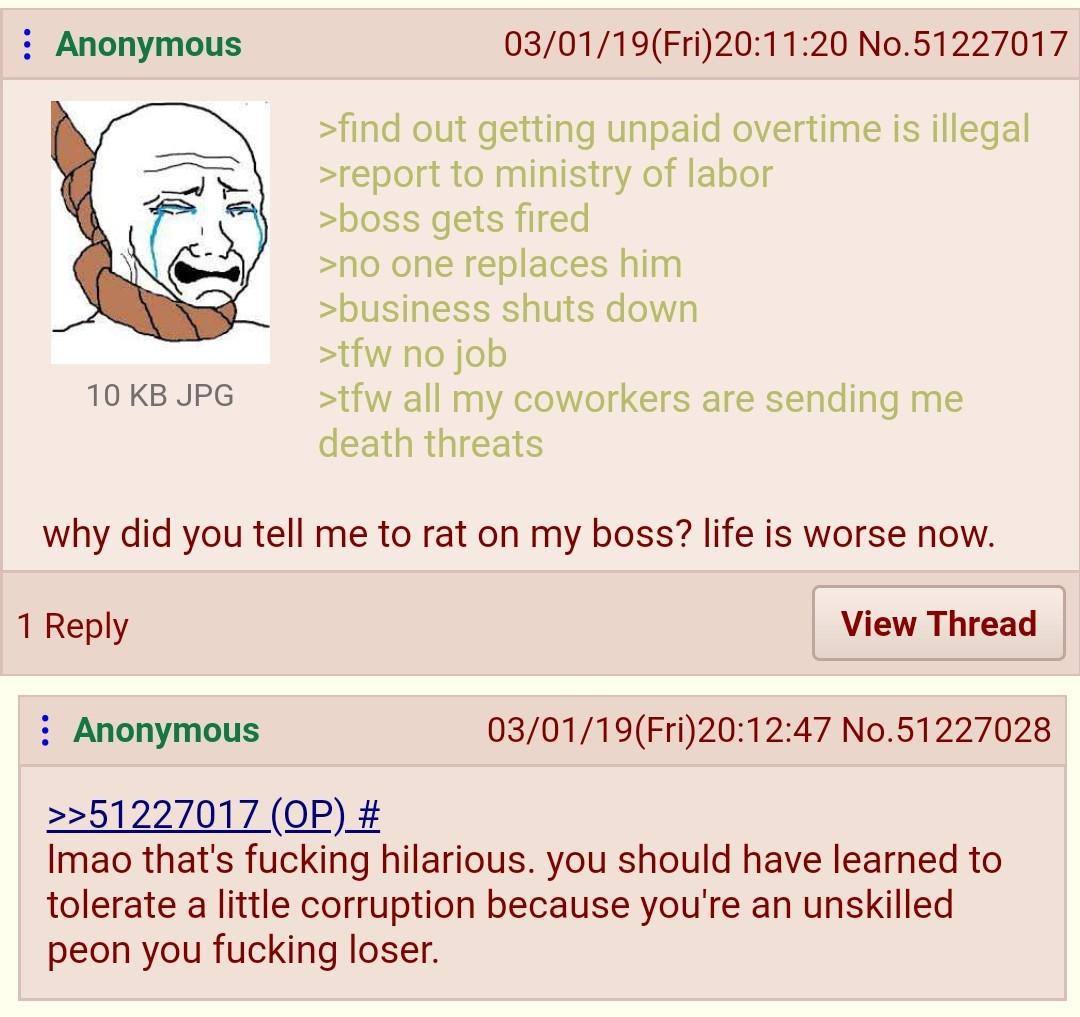 Anonymous 03/01/19(Fri)20:11:20 No.51227017
>find out getting unpaid overtime is illegal
>report to ministry of labor
>boss gets fired
>no one replaces him
>business shuts down
>tfw no job
>tfw all my coworkers are sending me
death threats
10 KB JPG
why did you tell me to rat on my boss? life is worse now.
1 Reply View Thread
Anonymous 03/01/19(Fri)20:12:47 No.51227028
>>51227017 (OP) #
lmao that's fucking hilarious. you should have learned to
tolerate a little corruption because you're an unskilled
peon you fucking loser.